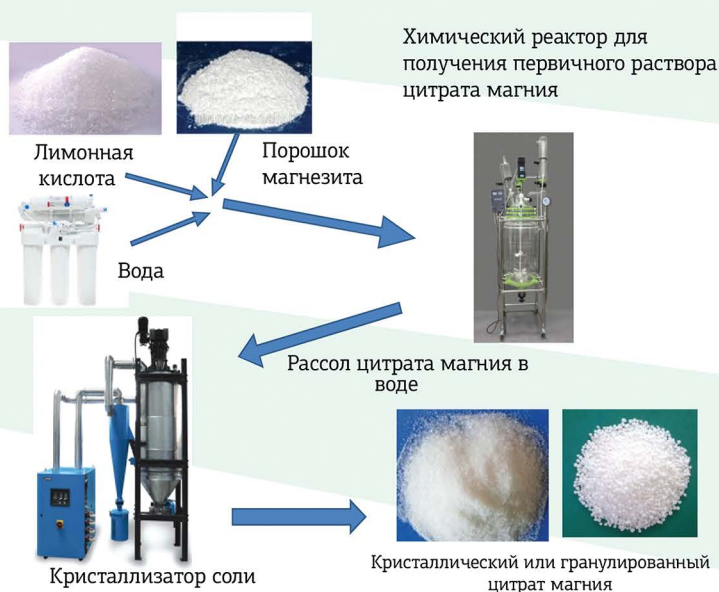 Химический реактор для
получения первичного раствора
цитрата магния
Лимонная
кислота
Порошок
магнезита
Вода
Рассол цитрата магния в
воде
Кристаллизатор соли
Кристаллический или гранулированный
цитрат магния